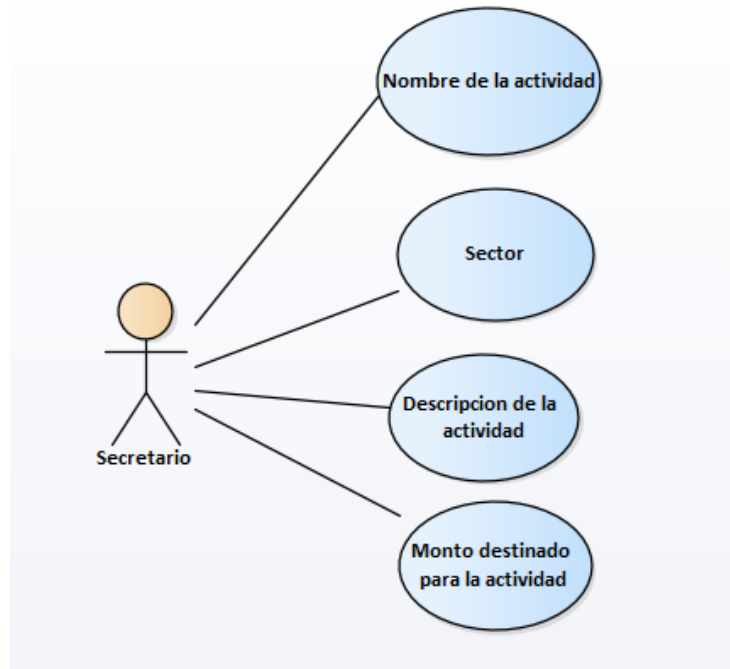 Nombre de la actividad
Sector
Descripcion de la
actividad
Secretario
Monto destinado
para la actividad